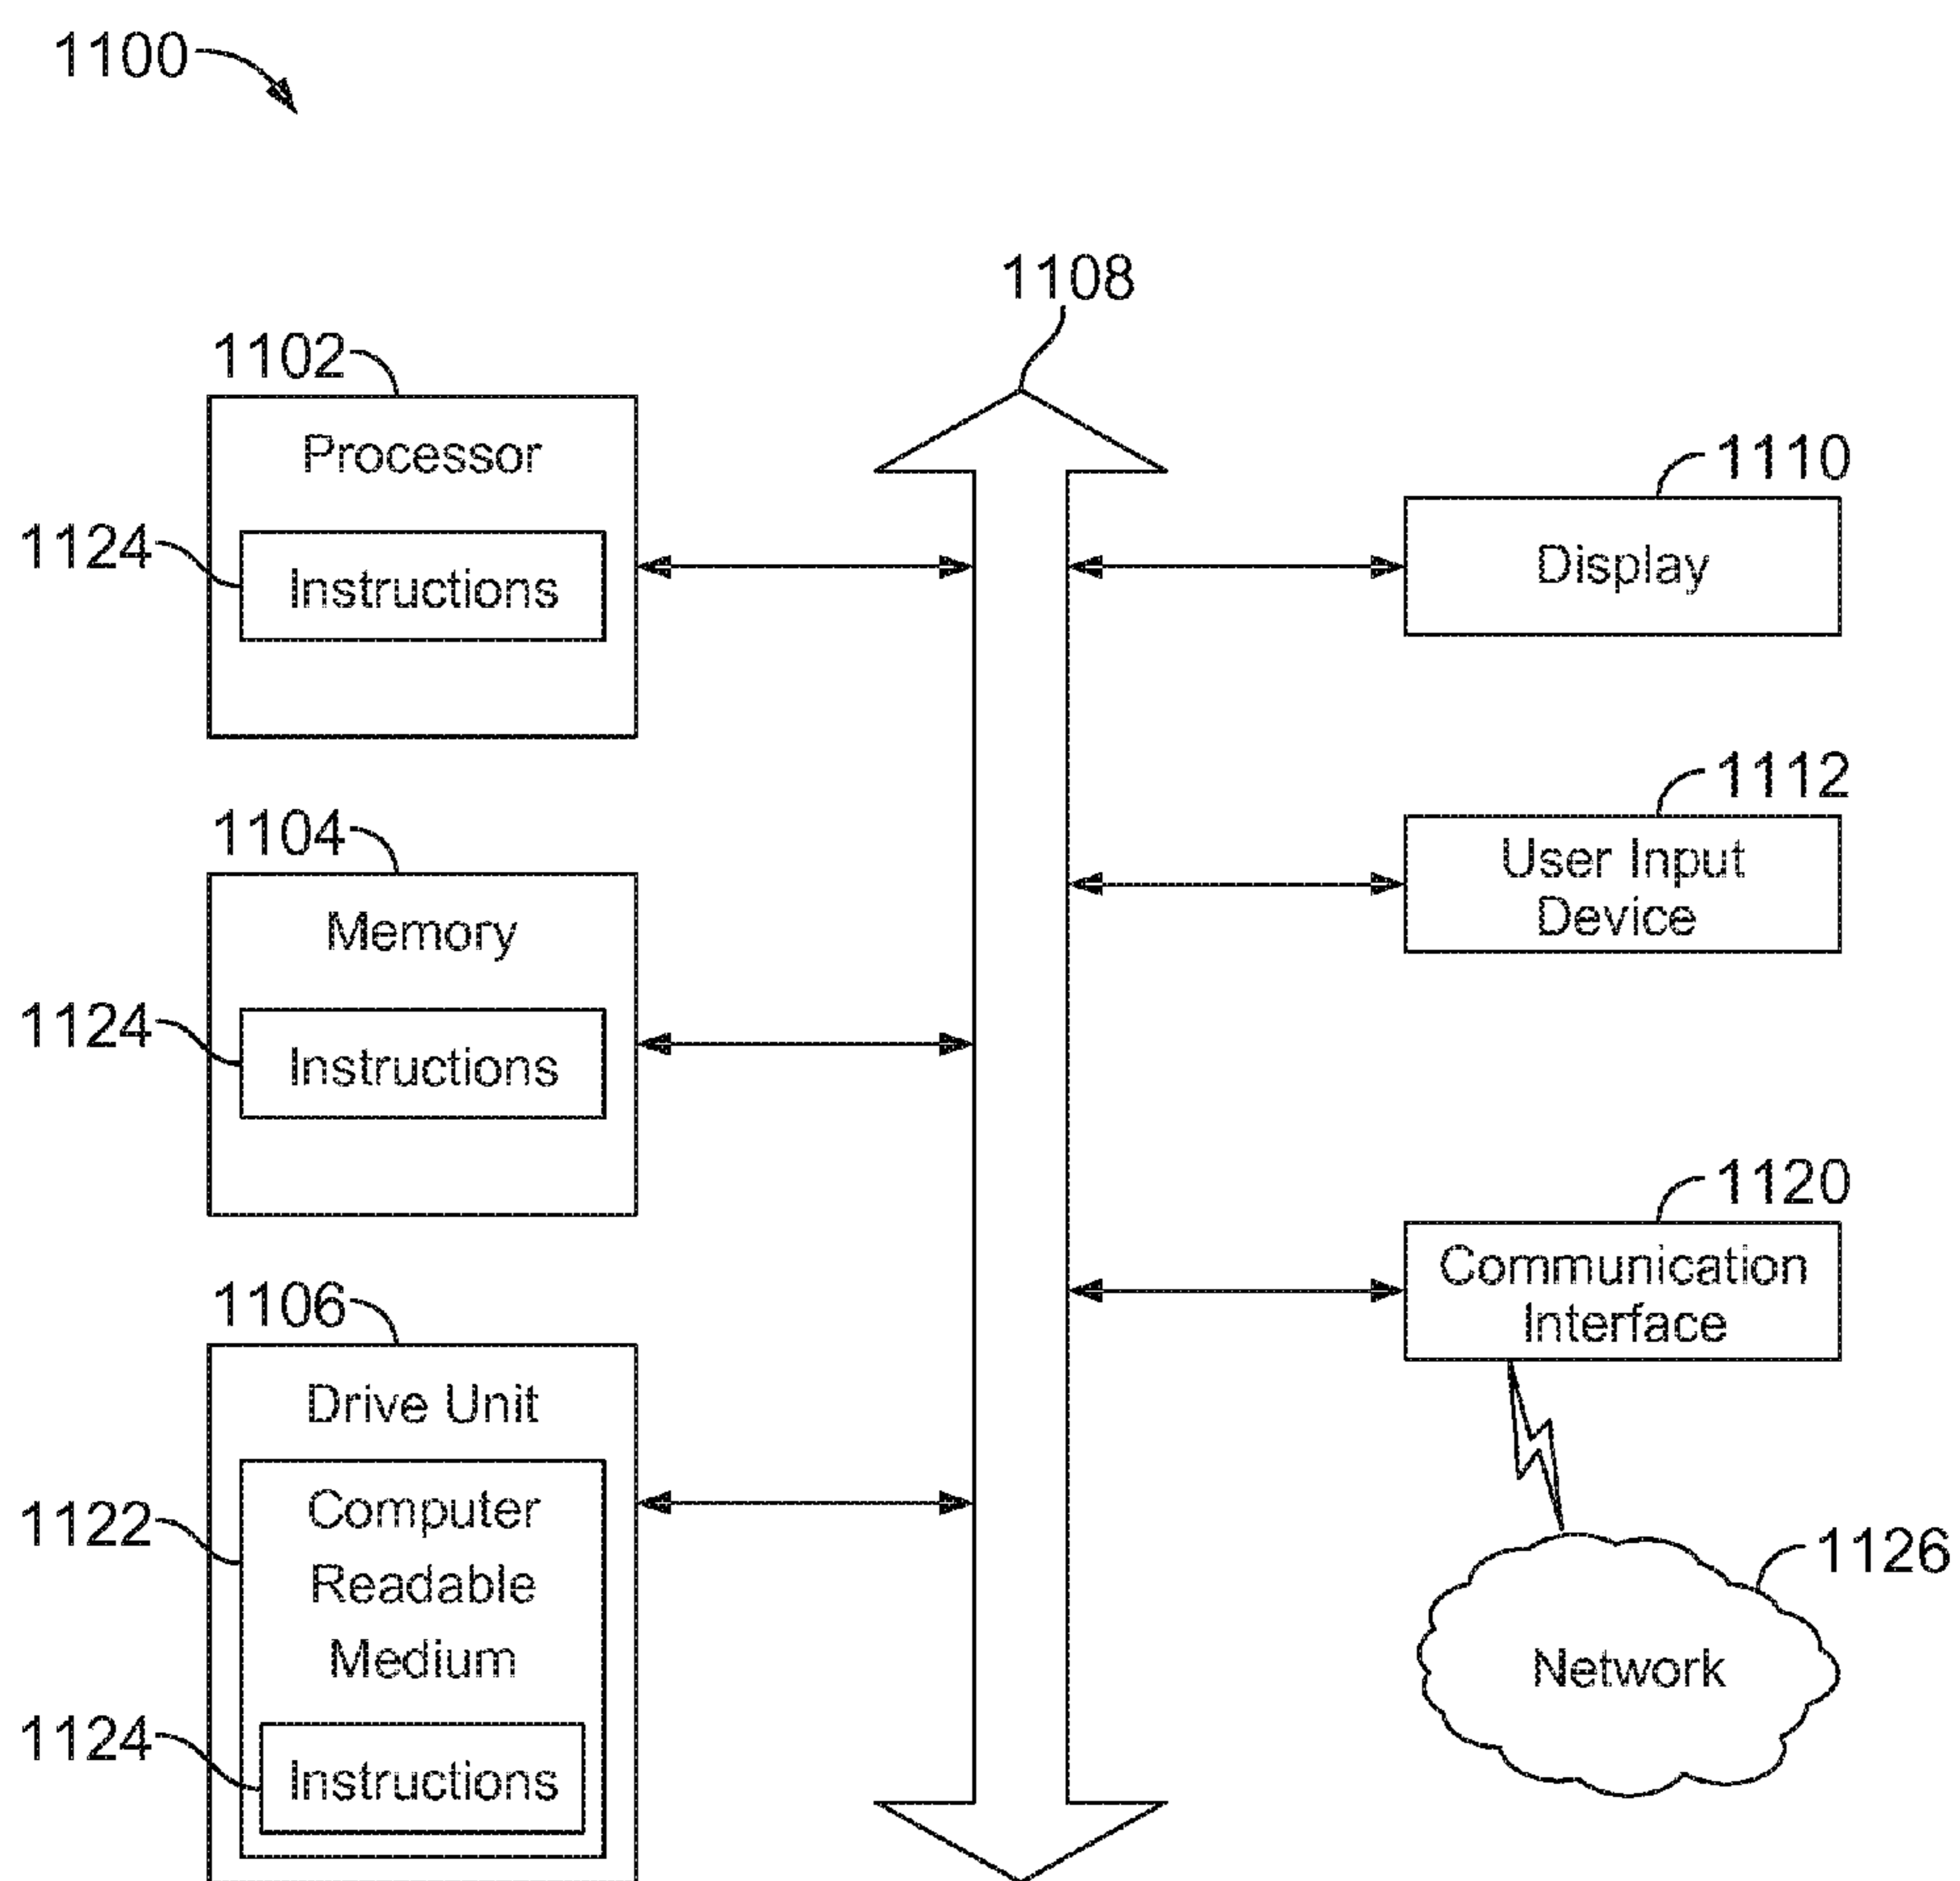 1100
1108
1102
Processor
1124
Instructions
1110
Display
1112
User Input
Device
1104
Memory
1124
Instructions
1120
Communication
Interface
1106
Drive Unit
1122
Computer
Readable
Medium
1124
Instructions
1126
Network